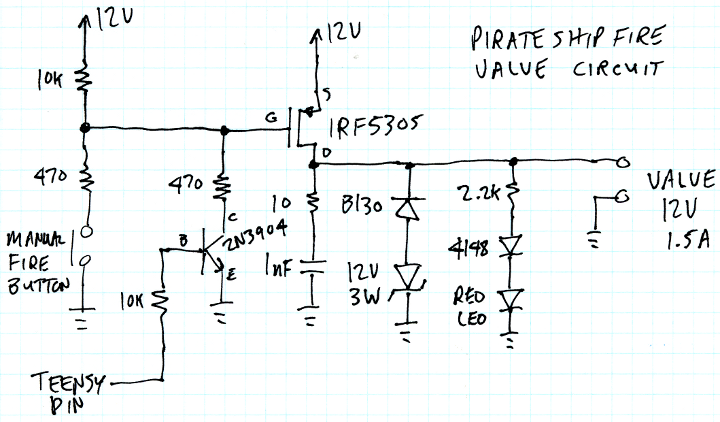 12V
10K
470
MANUAL
FIRE
BUTTON
TEENSY
PIN
10K
B
C
E
2N3904
470
G
12V
S
IRF5305
D
10
1nF
B130
12V
3W
2.2K
4148
RED
LED
PIRATE SHIP FIRE
VALVE CIRCUIT
VALVE
12V
1.5A